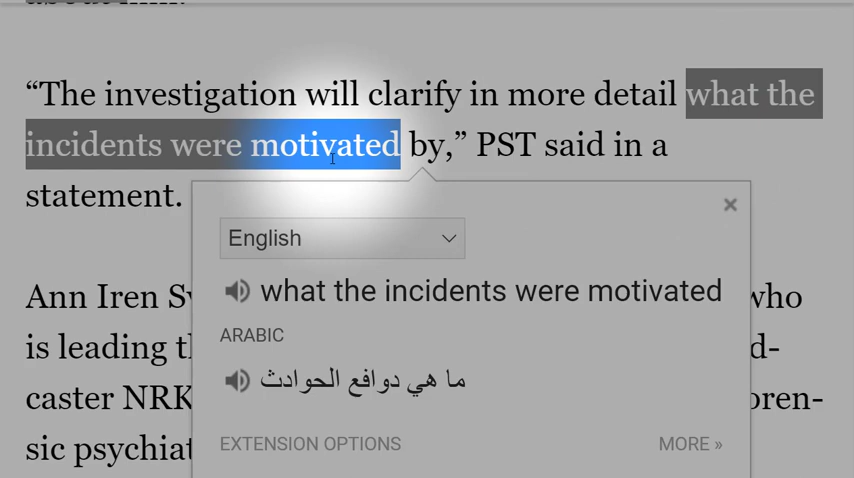 “The investigation will clarify in more detail what the
incidents were motivated by,” PST said in a
statement.
English
what the incidents were motivated
ARABIC
ما هي دوافع الحوادث
EXTENSION OPTIONS
MORE »
Ann Iren
who
is leading
caster NRK
sic